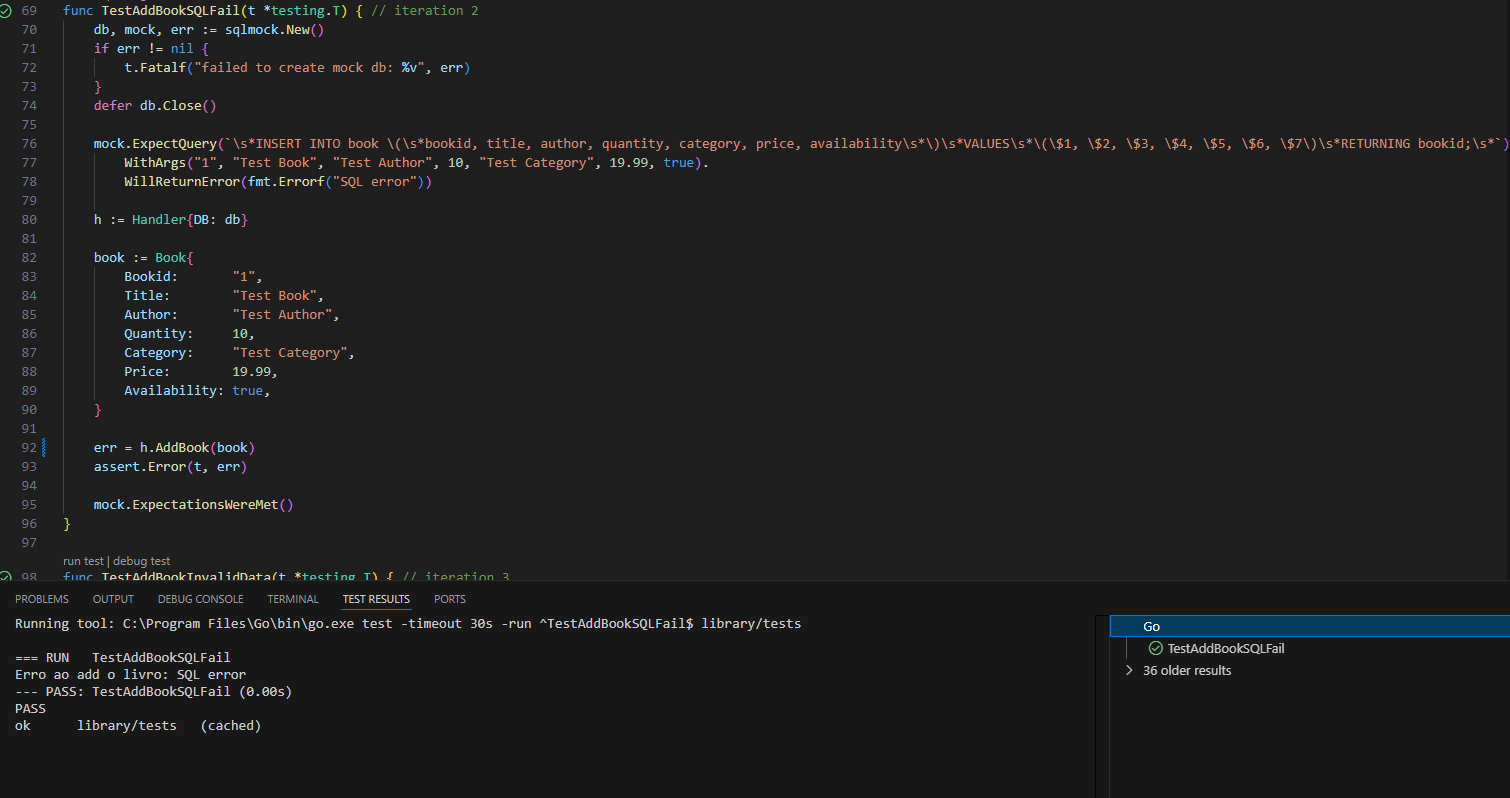 69 func TestAddBookSQLFail(t *testing.T) { // iteration 2
70     db, mock, err := sqlmock.New()
71     if err != nil {
72         t.Fatalf("failed to create mock db: %v", err)
73     }
74     defer db.Close()
75
76     mock.ExpectQuery(`\s*INSERT INTO book \(\s*bookid, title, author, quantity, category, price, availability\s*\)\s*VALUES\s*\(\$1, \$2, \$3, \$4, \$5, \$6, \$7\)\s*RETURNING bookid;\s*`)
77         WithArgs("1", "Test Book", "Test Author", 10, "Test Category", 19.99, true).
78         WillReturnError(fmt.Errorf("SQL error"))
79
80     h := Handler{DB: db}
81
82     book := Book{
83         Bookid:       "1",
84         Title:        "Test Book",
85         Author:       "Test Author",
86         Quantity:     10,
87         Category:     "Test Category",
88         Price:        19.99,
89         Availability: true,
90     }
91
92     err = h.AddBook(book)
93     assert.Error(t, err)
94
95     mock.ExpectationsWereMet()
96 }
97
run test | debug test
98 func TestAddBookInvalidData(t *testing.T) { // iteration 3
PROBLEMS OUTPUT DEBUG CONSOLE TERMINAL TEST RESULTS PORTS
Running tool: C:\Program Files\Go\bin\go.exe test -timeout 30s -run ^TestAddBookSQLFail$ library/tests
=== RUN   TestAddBookSQLFail
Erro ao add o livro: SQL error
--- PASS: TestAddBookSQLFail (0.00s)
PASS
ok      library/tests   (cached)
Go
TestAddBookSQLFail
36 older results